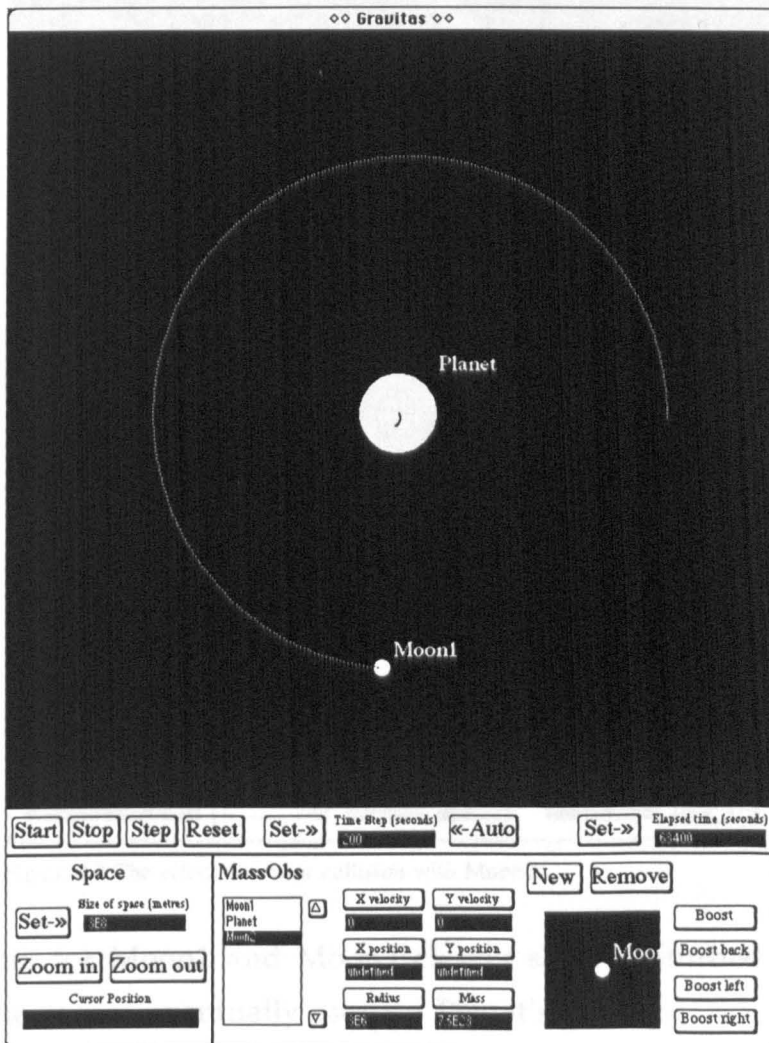 ◇◇ Gravitas ◇◇
Planet
Moon1
Start Stop Step Reset Set-» Time Step (seconds) 200 «-Auto Set-» Elapsed time (seconds) 63400
Space
Set-» Size of space (metres)
Zoom in Zoom out
Cursor Position
MassObs
Moon1
Planet
Moon2
X velocity Y velocity
0 0
X position Y position
undefined undefined
Radius Mass
New Remove
Moon
Boost
Boost back
Boost left
Boost right